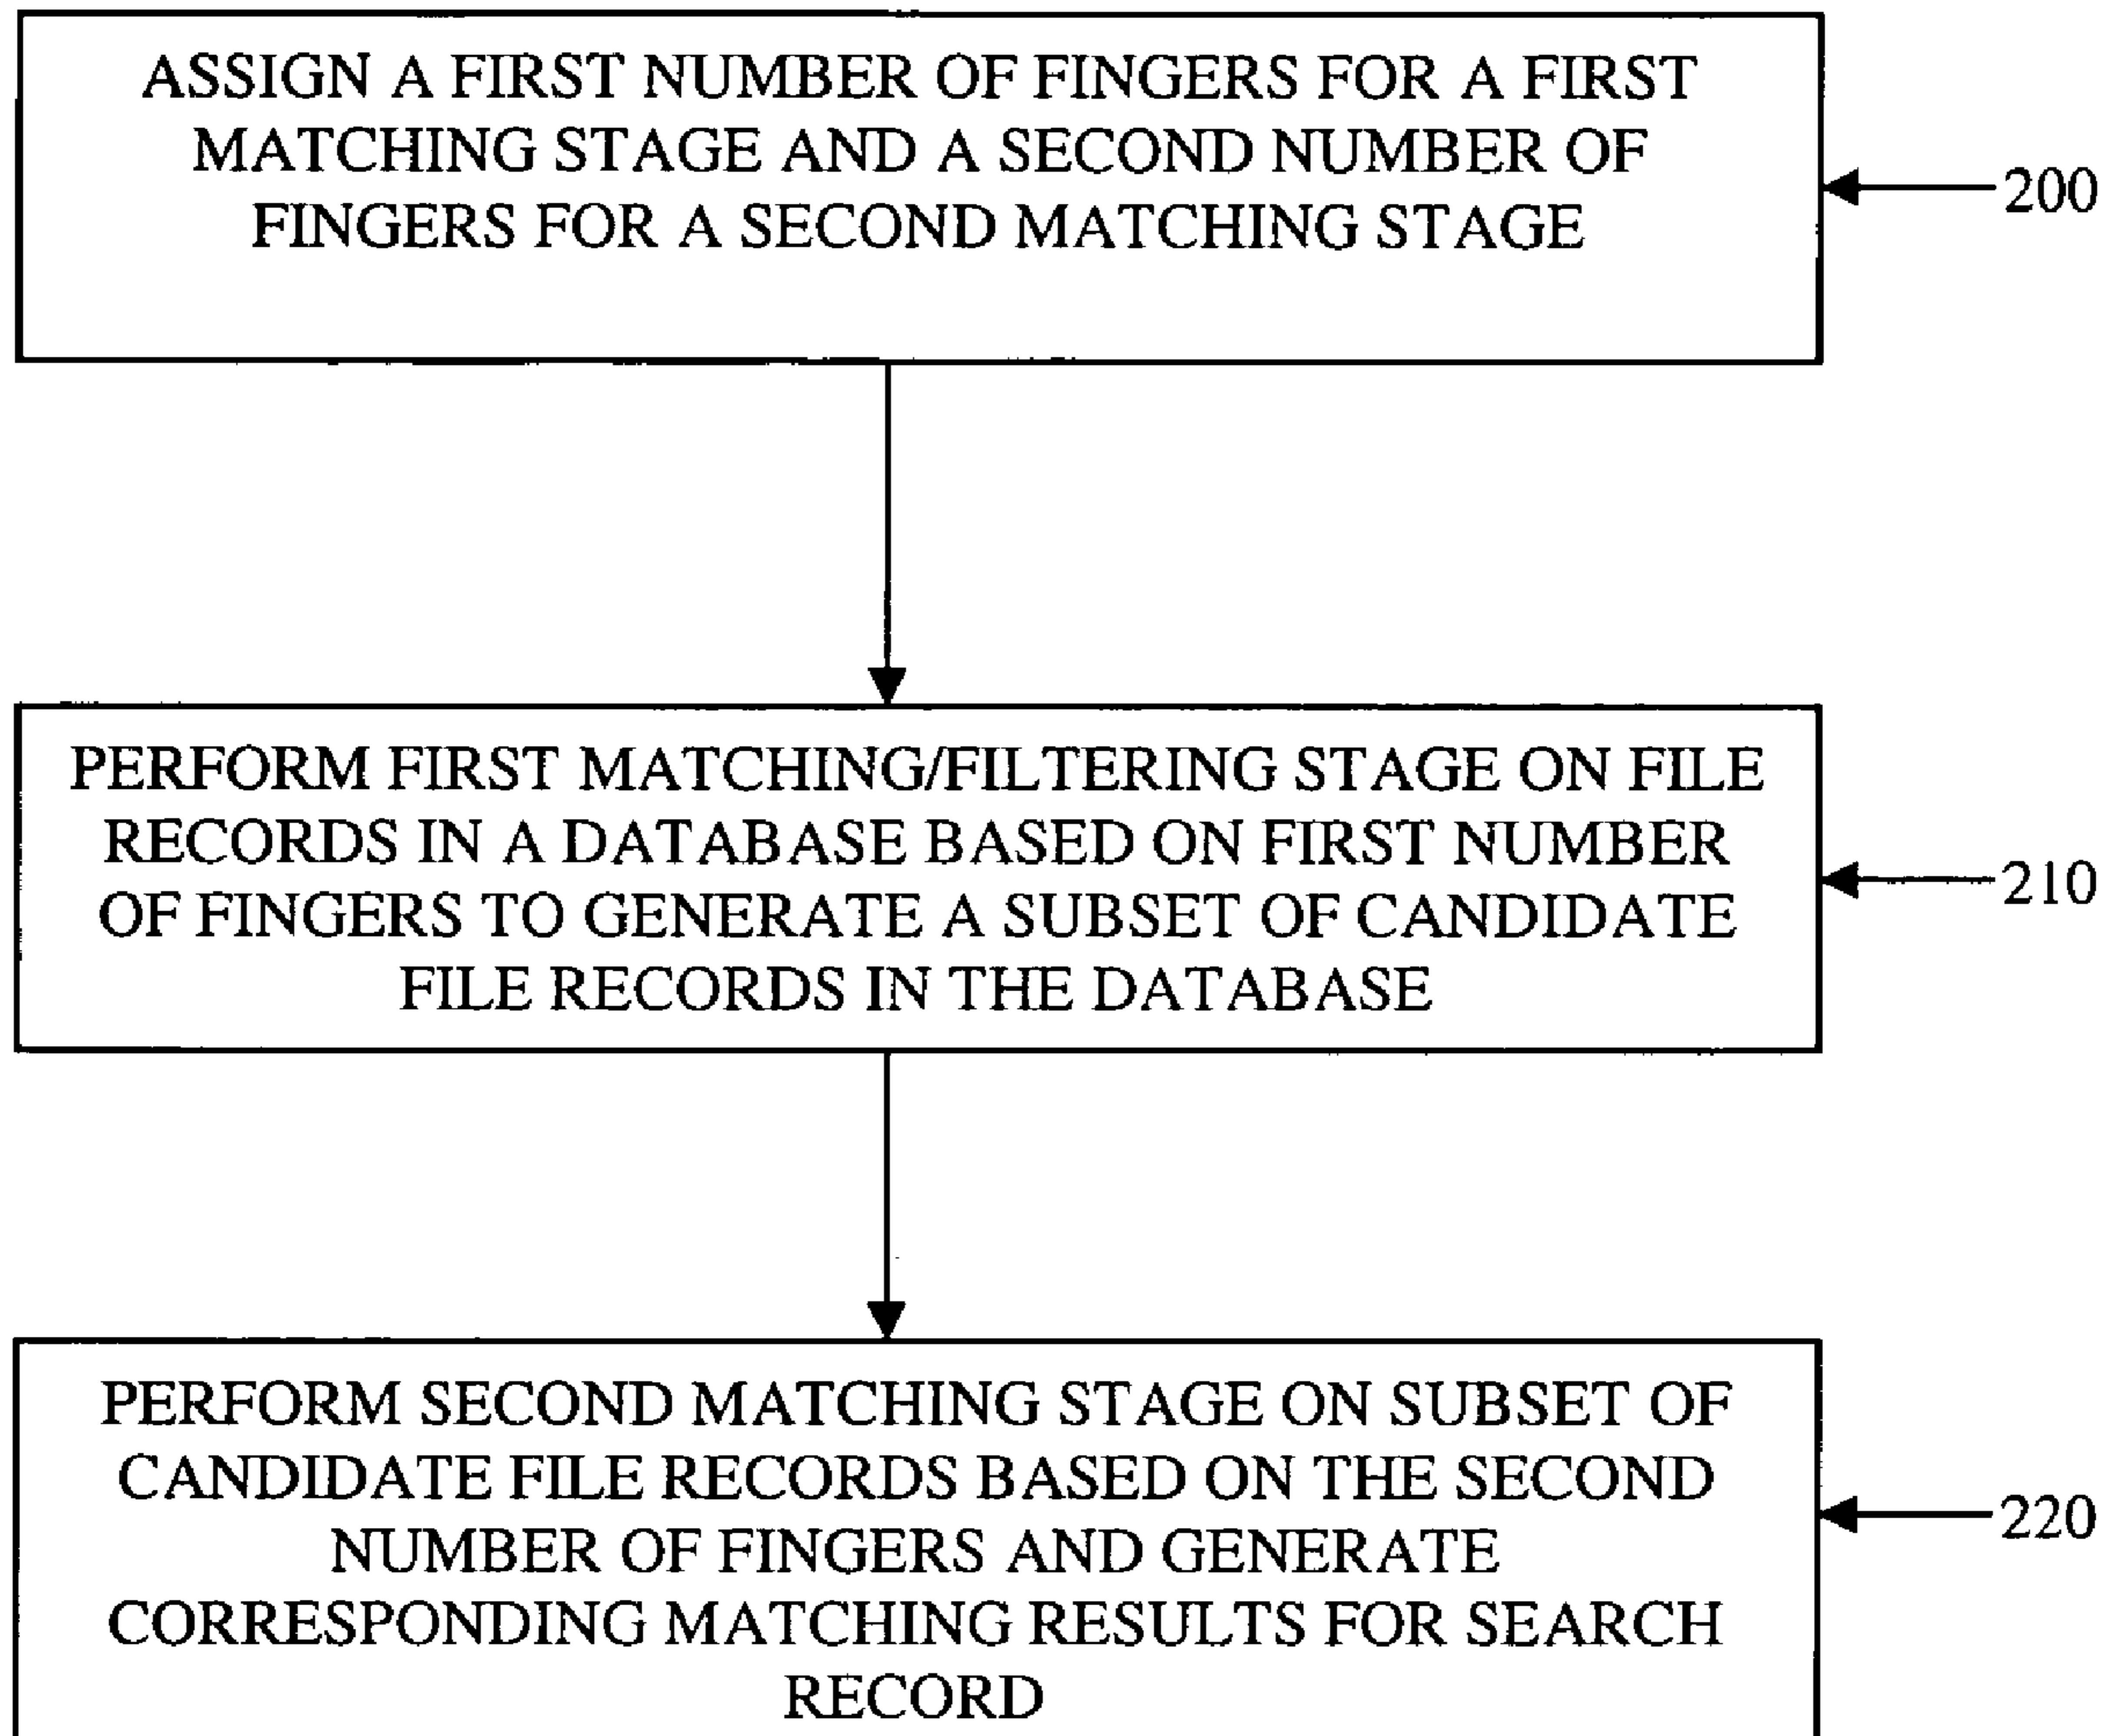 ASSIGN A FIRST NUMBER OF FINGERS FOR A FIRST
MATCHING STAGE AND A SECOND NUMBER OF
FINGERS FOR A SECOND MATCHING STAGE
200
PERFORM FIRST MATCHING/FILTERING STAGE ON FILE
RECORDS IN A DATABASE BASED ON FIRST NUMBER
OF FINGERS TO GENERATE A SUBSET OF CANDIDATE
FILE RECORDS IN THE DATABASE
210
PERFORM SECOND MATCHING STAGE ON SUBSET OF
CANDIDATE FILE RECORDS BASED ON THE SECOND
NUMBER OF FINGERS AND GENERATE
CORRESPONDING MATCHING RESULTS FOR SEARCH
RECORD
220